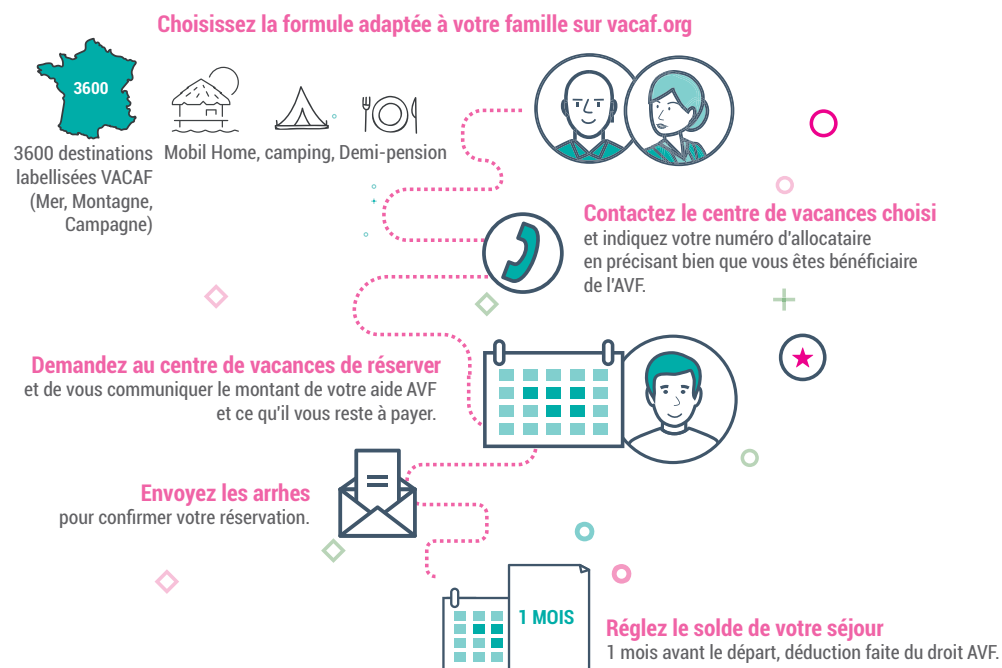 Choisissez la formule adaptée à votre famille sur vacaf.org
3600
3600 destinations
labellisées VACAF
(Mer, Montagne,
Campagne)
Mobil Home, camping, Demi-pension
Contactez le centre de vacances choisi
et indiquez votre numéro d'allocataire
en précisant bien que vous êtes bénéficiaire
de l'AVF.
Demandez au centre de vacances de réserver
et de vous communiquer le montant de votre aide AVF
et ce qu'il vous reste à payer.
Envoyez les arrhes
pour confirmer votre réservation.
1 MOIS
Réglez le solde de votre séjour
1 mois avant le départ, déduction faite du droit AVF.